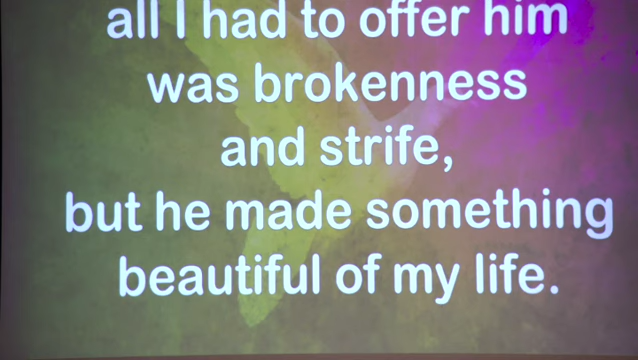 all I had to offer him
was brokenness
and strife,
but he made something
beautiful of my life.